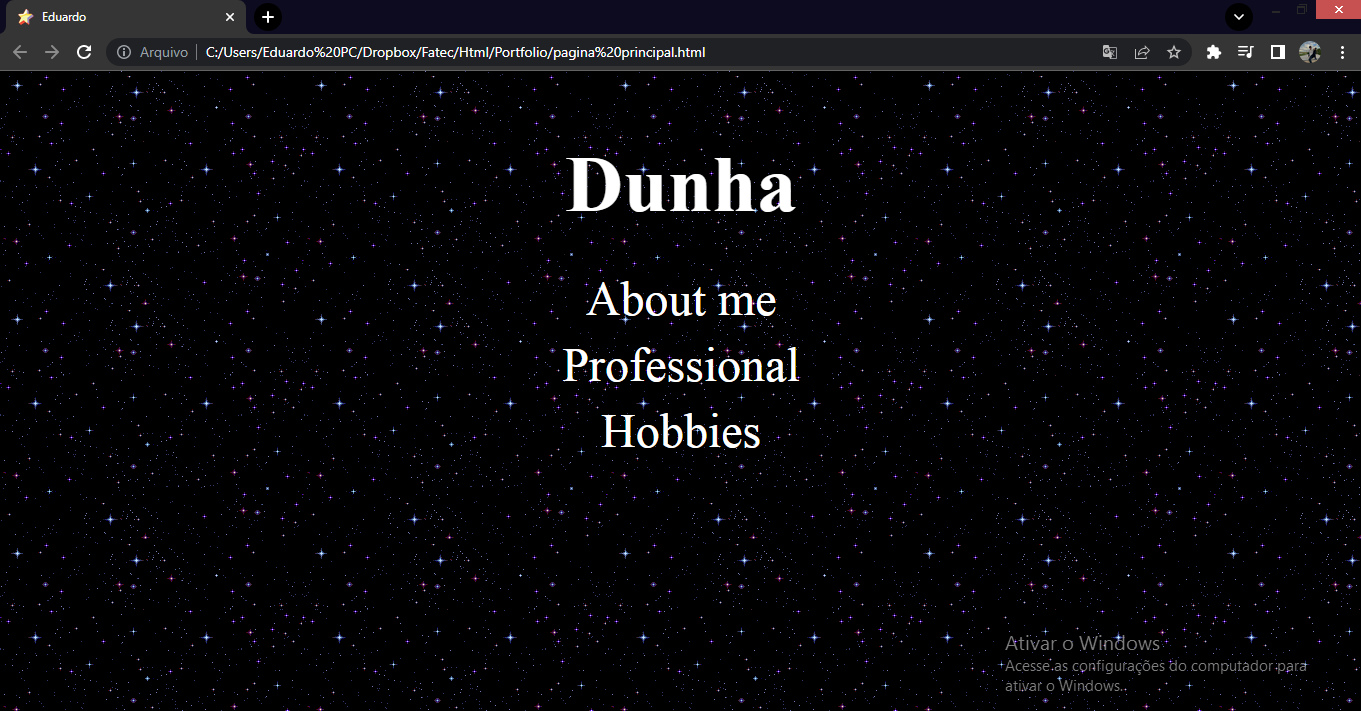 Eduardo
Arquivo C:/Users/Eduardo%20PC/Dropbox/Fatec/Html/Portfolio/pagina%20principal.html
Dunha
About me
Professional
Hobbies
Ativar o Windows
Acesse as configurações do computador para
ativar o Windows.